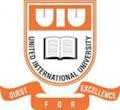 UIU
UNITED INTERNATIONAL UNIVERSITY
QUEST FOR EXCELLENCE